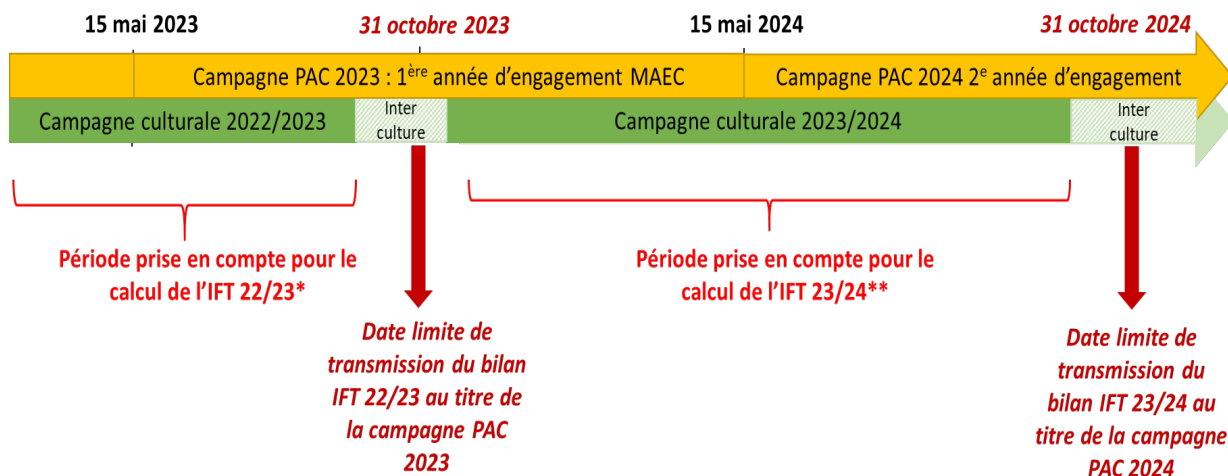 15 mai 2023
31 octobre 2023
15 mai 2024
31 octobre 2024
Campagne PAC 2023 : 1ère année d’engagement MAEC
Campagne PAC 2024 2e année d’engagement
Campagne culturale 2022/2023
Inter
culture
Campagne culturale 2023/2024
Inter
culture
Période prise en compte pour le
calcul de l’IFT 22/23*
Période prise en compte pour le
calcul de l’IFT 23/24**
Date limite de
transmission du bilan
IFT 22/23 au titre de
la campagne PAC
2023
Date limite de
transmission du
bilan IFT 23/24 au
titre de la campagne
PAC 2024